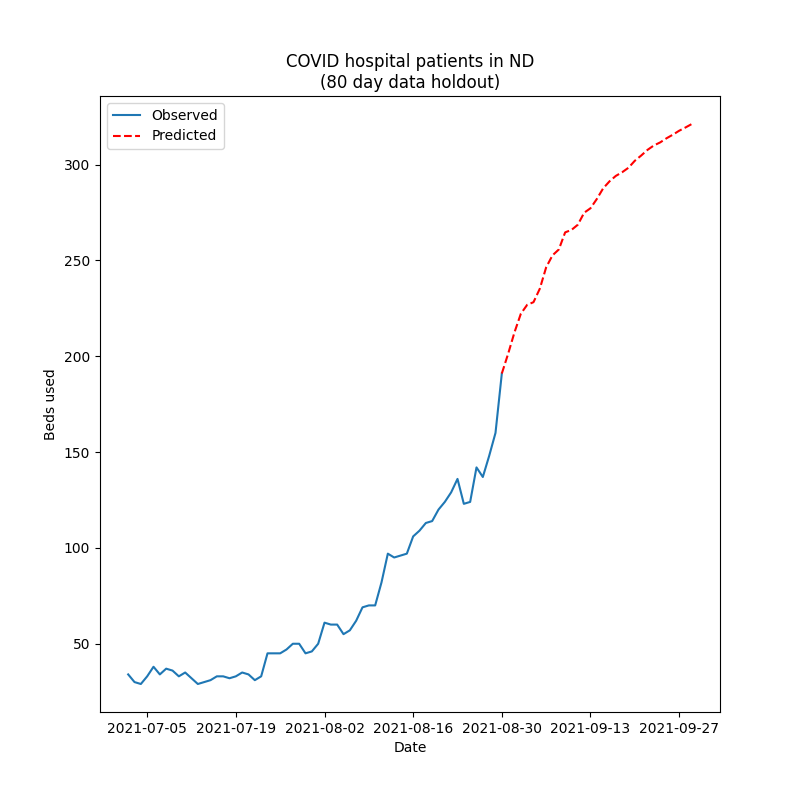 COVID hospital patients in ND
(80 day data holdout)
Observed
Predicted
300
250
200
150
100
50
Beds used
2021-07-05 2021-07-19 2021-08-02 2021-08-16 2021-08-30 2021-09-13 2021-09-27
Date